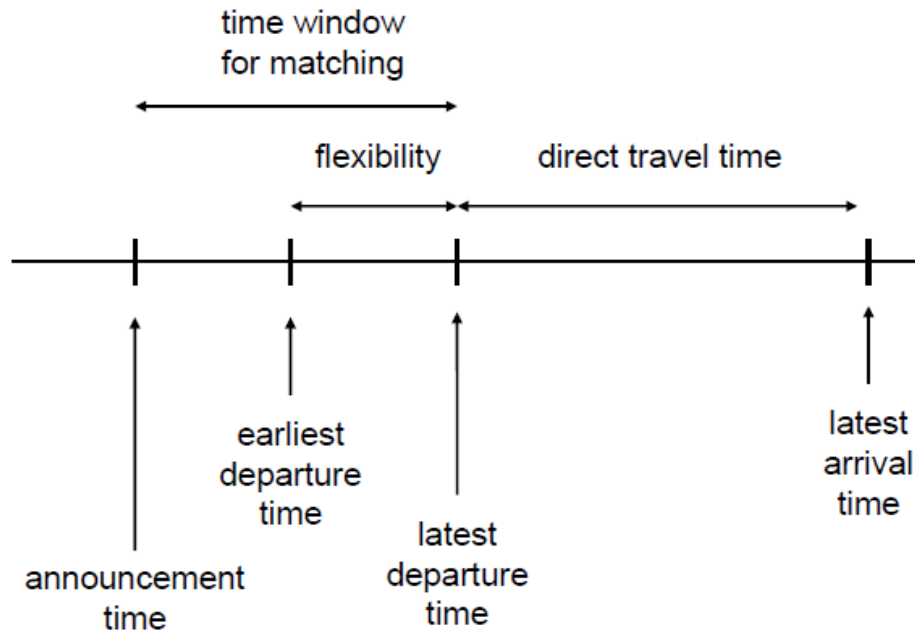 time window
for matching
flexibility
direct travel time
earliest
departure
time
latest
arrival
time
latest
departure
time
announcement
time